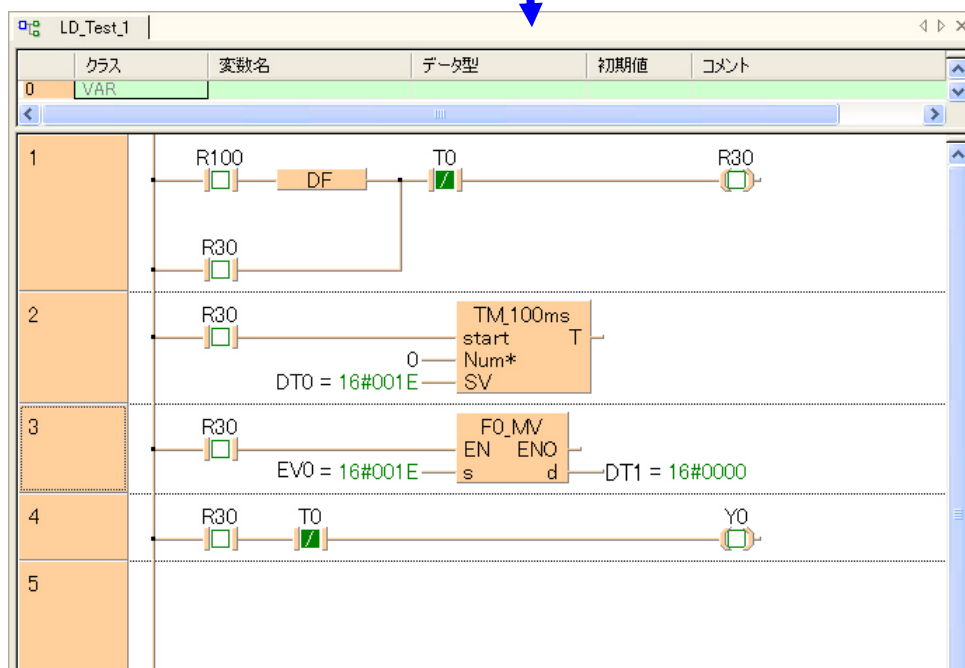 LD_Test_1
クラス 変数名 データ型 初期値 コメント
0 VAR
1 R100 T0 R30
DF
R30
2 R30 TM_100ms
start T
0 Num*
DT0 = 16#001E SV
3 R30 F0_MV
EN ENO
EV0 = 16#001E s d DT1 = 16#0000
4 R30 T0 Y0
5